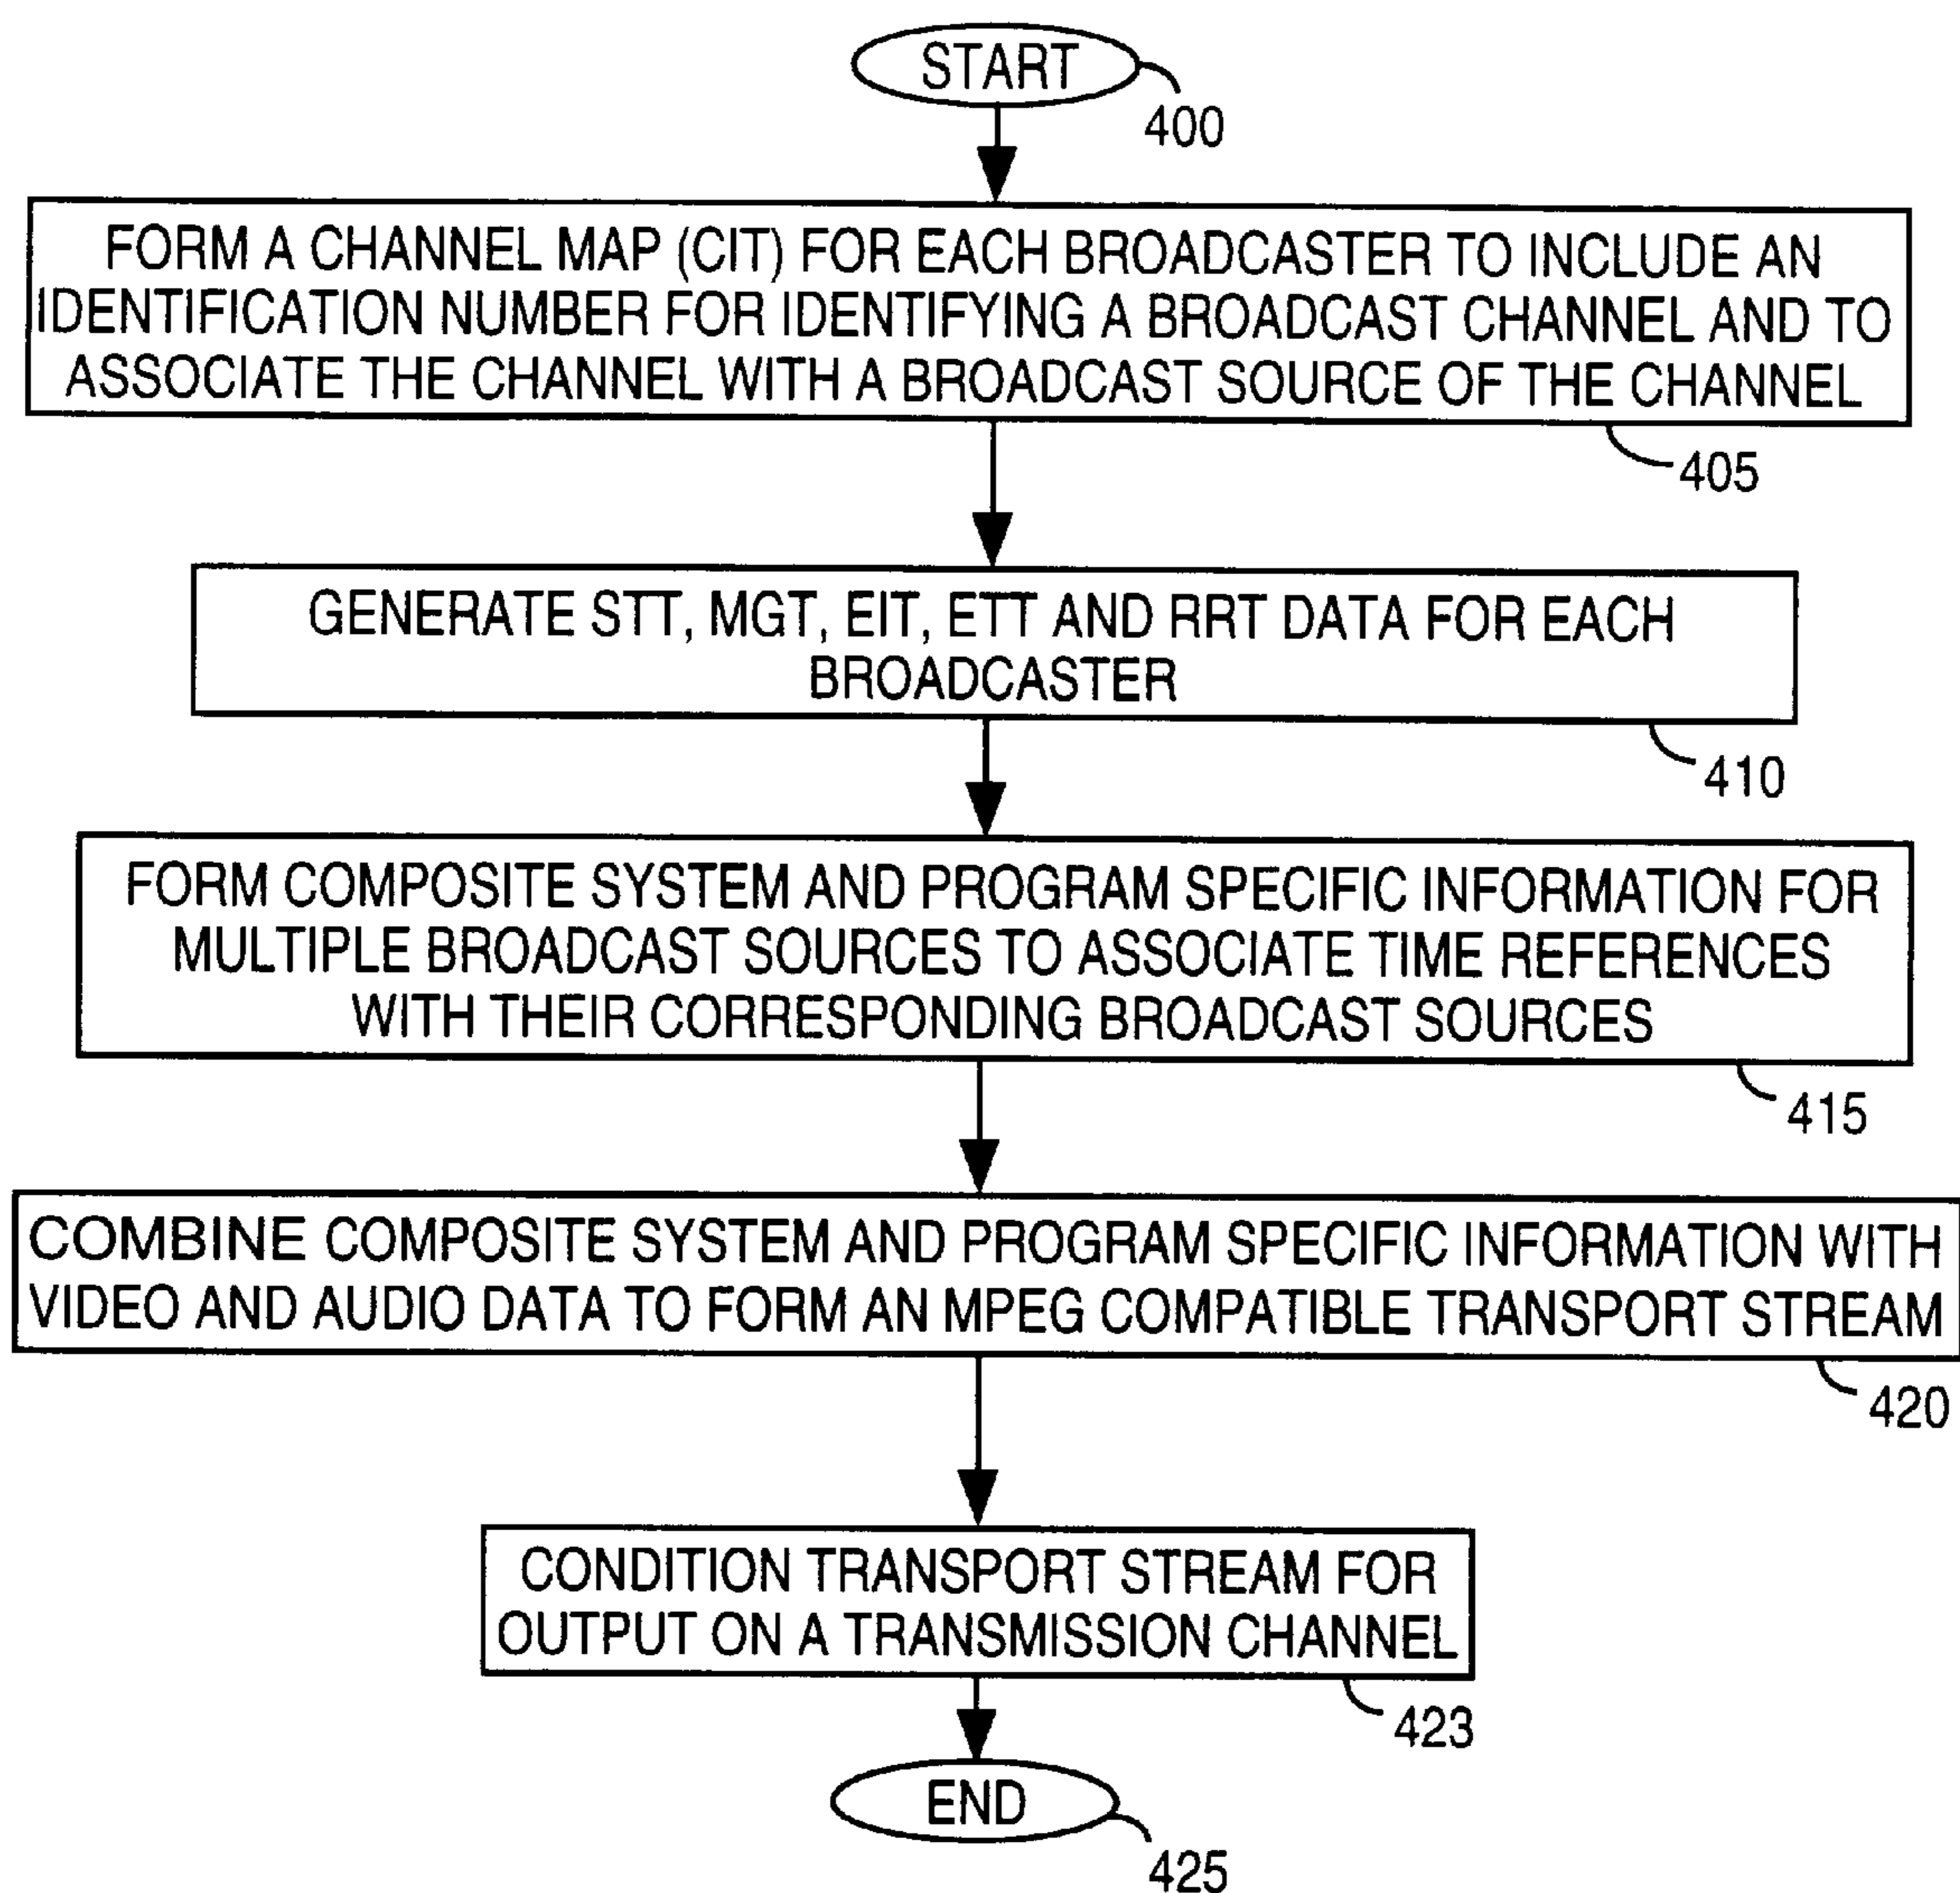 START
400
FORM A CHANNEL MAP (CIT) FOR EACH BROADCASTER TO INCLUDE AN
IDENTIFICATION NUMBER FOR IDENTIFYING A BROADCAST CHANNEL AND TO
ASSOCIATE THE CHANNEL WITH A BROADCAST SOURCE OF THE CHANNEL
405
GENERATE STT, MGT, EIT, ETT AND RRT DATA FOR EACH
BROADCASTER
410
FORM COMPOSITE SYSTEM AND PROGRAM SPECIFIC INFORMATION FOR
MULTIPLE BROADCAST SOURCES TO ASSOCIATE TIME REFERENCES
WITH THEIR CORRESPONDING BROADCAST SOURCES
415
COMBINE COMPOSITE SYSTEM AND PROGRAM SPECIFIC INFORMATION WITH
VIDEO AND AUDIO DATA TO FORM AN MPEG COMPATIBLE TRANSPORT STREAM
420
CONDITION TRANSPORT STREAM FOR
OUTPUT ON A TRANSMISSION CHANNEL
423
END
425